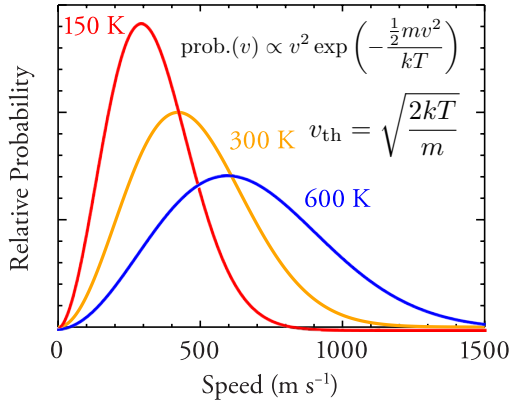 150 K
prob.(v) ∝ v² exp(−½mv²/kT)
300 K
v_th = √(2kT/m)
600 K
Relative Probability
0 500 1000 1500
Speed (m s⁻¹)